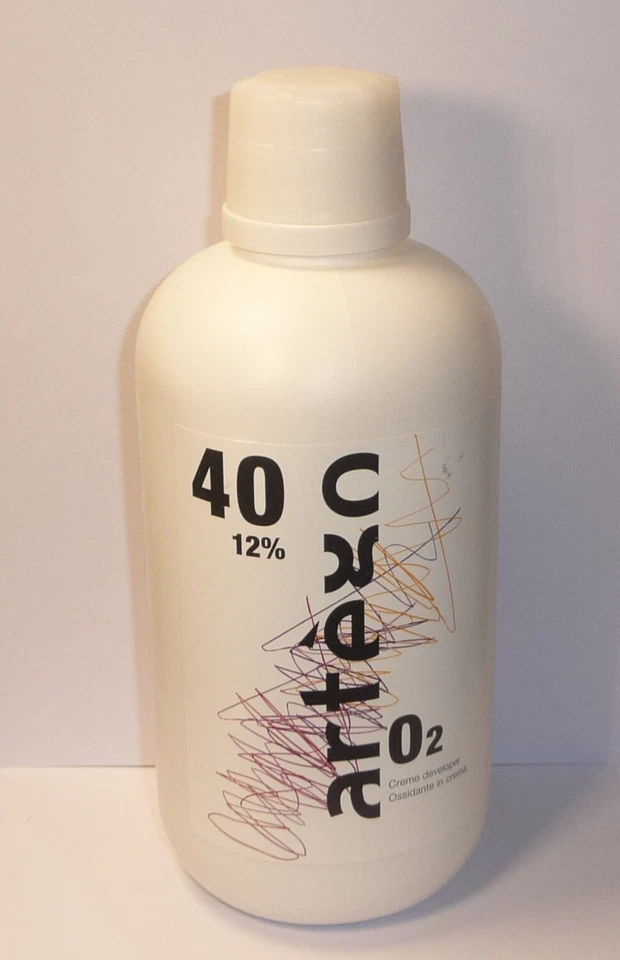 40
12%
artègo
O2
Creme developer
Ossidante in crema